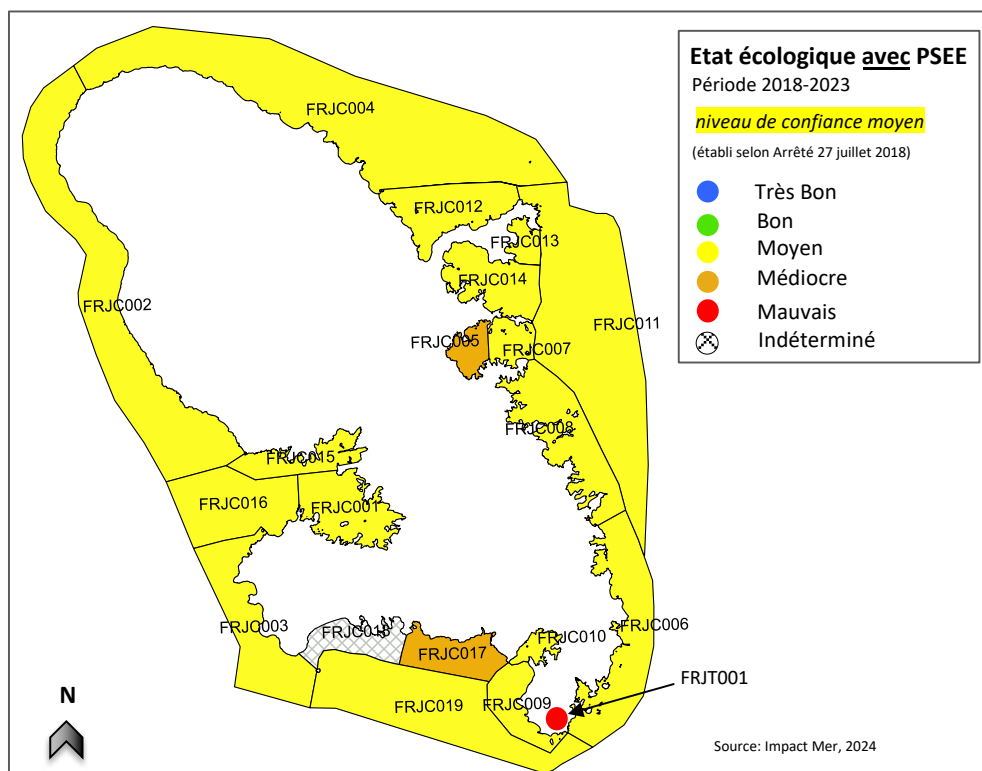 Etat écologique avec PSEE
Période 2018-2023
niveau de confiance moyen
(établi selon Arrêté 27 juillet 2018)
Très Bon
Bon
Moyen
Médiocre
Mauvais
Indéterminé
FRJC004
FRJC012
FRJC013
FRJC014
FRJC002
FRJC011
FRJC005
FRJC007
FRJC008
FRJC015
FRJC016
FRJC001
FRJC003
FRJC018
FRJC010
FRJC006
FRJC017
FRJT001
FRJC019
FRJC009
N
Source: Impact Mer, 2024